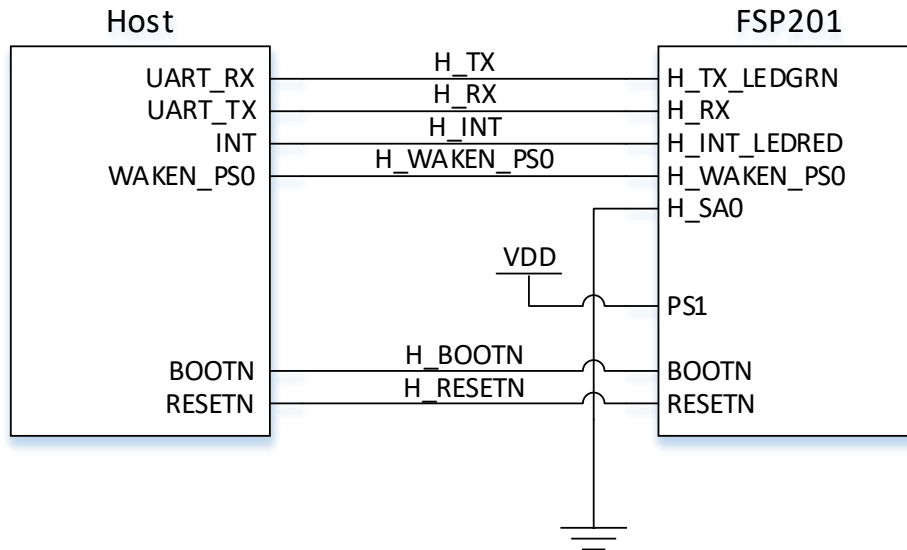 Host
FSP201
UART_RX
H_TX
H_TX_LEDGRN
UART_TX
H_RX
H_RX
INT
H_INT
H_INT_LEDRED
WAKEN_PS0
H_WAKEN_PS0
H_WAKEN_PS0
H_SA0
VDD
PS1
BOOTN
H_BOOTN
BOOTN
RESETN
H_RESETN
RESETN